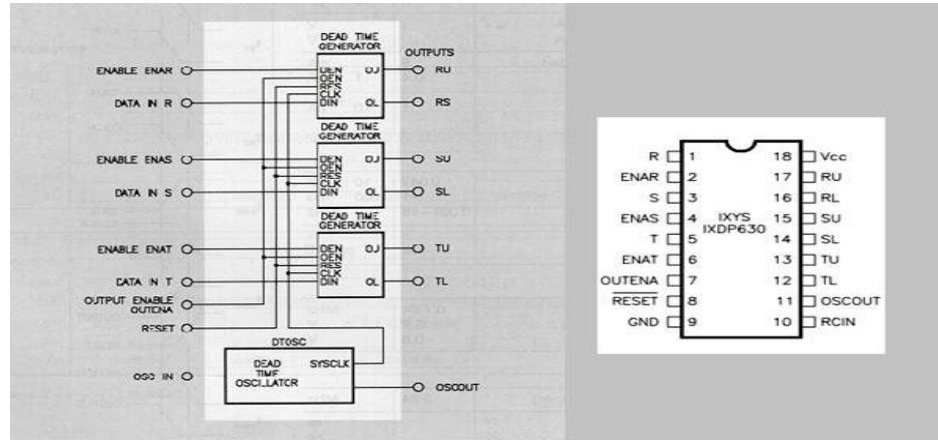 DEAD TIME
GENERATOR
OUTPUTS
ENABLE ENAR
DEN
OEN
RES
CLK
DIN
OU
OL
RU
DATA IN R
RS
DEAD TIME
GENERATOR
ENABLE ENAS
DEN
OEN
RES
CLK
DIN
OU
OL
SU
DATA IN S
SL
DEAD TIME
GENERATOR
ENABLE ENAT
DEN
OEN
RES
CLK
DIN
OU
OL
TU
DATA IN T
TL
OUTPUT ENABLE
OUTENA
RESET
DTOSC
DEAD
TIME
OSCILLATOR
SYSCLK
OSC IN
OSCOUT
R 1 18 Vcc
ENAR 2 17 RU
S 3 16 RL
ENAS 4 15 SU
IXYS
IXDP630
T 5 14 SL
ENAT 6 13 TU
OUTENA 7 12 TL
RESET 8 11 OSCOUT
GND 9 10 RCIN